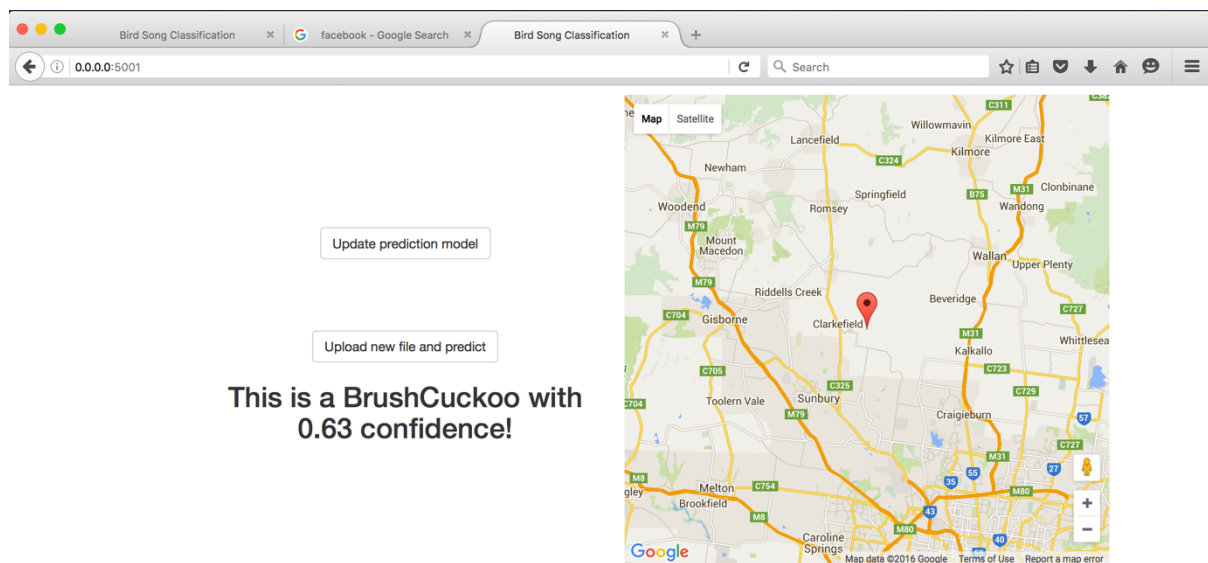 Bird Song Classification
facebook - Google Search
Bird Song Classification
0.0.0.0:5001
Search
Update prediction model
Upload new file and predict
This is a BrushCuckoo with
0.63 confidence!
Map Satellite
C311
Willowmavin
Lancefield
Kilmore East
C324
Kilmore
Newham
Springfield
B75
M31
Clonbinane
Woodend
Romsey
Wandong
M79
Mount
Macedon
Wallan
Upper Plenty
M79
Riddells Creek
Beveridge
C704
Gisborne
Clarkefield
C727
M31
Whittlesea
Kalkallo
C705
C723
C325
C729
C704
Toolern Vale
Sunbury
M79
Craigieburn
57
C727
M31
27
M8
55
35
Melton
C754
M80
Brookfield
43
M8
M80
Caroline
Springs
40
Google
Map data ©2016 Google
Terms of Use
Report a map error